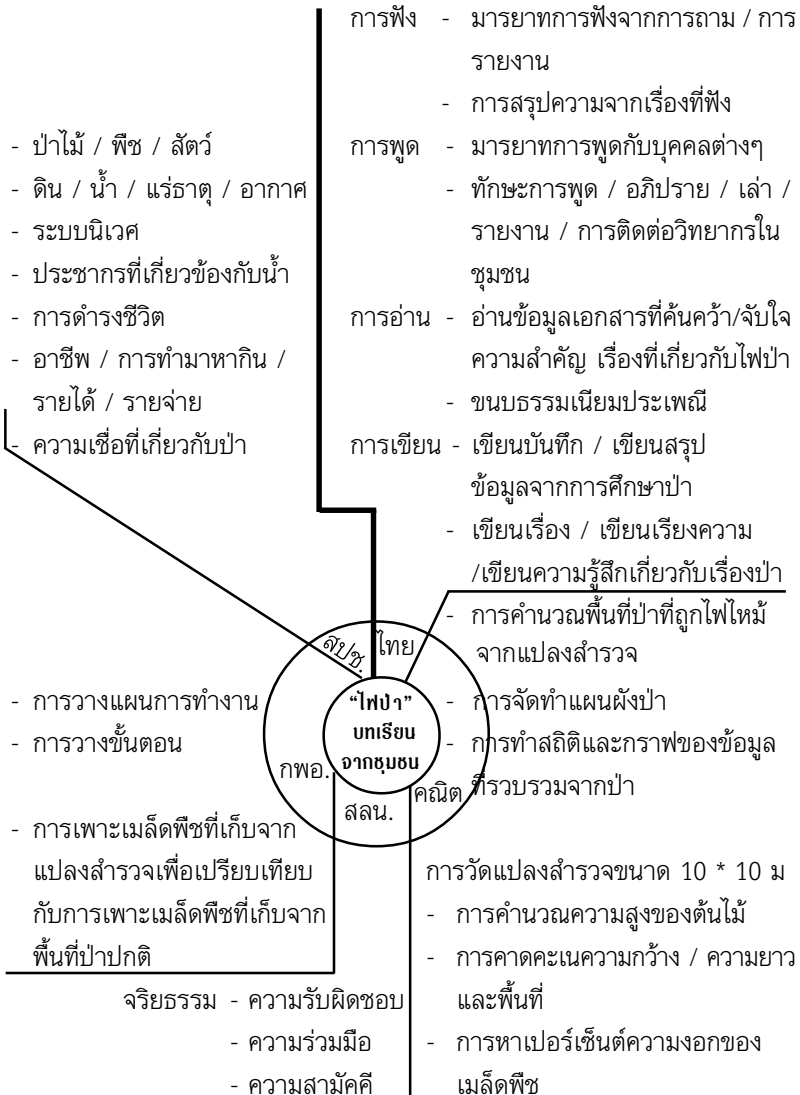 การฟัง - มารยาทการฟังจากการถาม / การ
รายงาน
- การสรุปความจากเรื่องที่ฟัง
การพูด - มารยาทการพูดกับบุคคลต่างๆ
- ทักษะการพูด / อภิปราย / เล่า /
รายงาน / การติดต่อวิทยากรใน
ชุมชน
การอ่าน - อ่านข้อมูลเอกสารที่ค้นคว้า/จับใจ
ความสำคัญ เรื่องที่เกี่ยวกับไฟป่า
- ขนบธรรมเนียมประเพณี
การเขียน - เขียนบันทึก / เขียนสรุป
ข้อมูลจากการศึกษาป่า
- เขียนเรื่อง / เขียนเรียงความ
/เขียนความรู้สึกเกี่ยวกับเรื่องป่า
- ป่าไม้ / พืช / สัตว์
- ดิน / น้ำ / แร่ธาตุ / อากาศ
- ระบบนิเวศ
- ประชากรที่เกี่ยวข้องกับน้ำ
- การดำรงชีวิต
- อาชีพ / การทำมาหากิน /
รายได้ / รายจ่าย
- ความเชื่อที่เกี่ยวกับป่า
สปช.
ไทย
"ไฟป่า"
บทเรียน
จากชุมชน
กพอ.
สลน.
คณิต
- การคำนวณพื้นที่ป่าที่ถูกไฟไหม้
จากแปลงสำรวจ
- การจัดทำแผนผังป่า
- การทำสถิติและกราฟของข้อมูล
ที่รวบรวมจากป่า
- การวางแผนการทำงาน
- การวางขั้นตอน
- การเพาะเมล็ดพืชที่เก็บจาก
แปลงสำรวจเพื่อเปรียบเทียบ
กับการเพาะเมล็ดพืชที่เก็บจาก
พื้นที่ป่าปกติ
การวัดแปลงสำรวจขนาด 10 * 10 ม
- การคำนวณความสูงของต้นไม้
- การคาดคะเนความกว้าง / ความยาว
และพื้นที่
- การหาเปอร์เซ็นต์ความงอกของ
เมล็ดพืช
จริยธรรม - ความรับผิดชอบ
- ความร่วมมือ
- ความสามัคคี